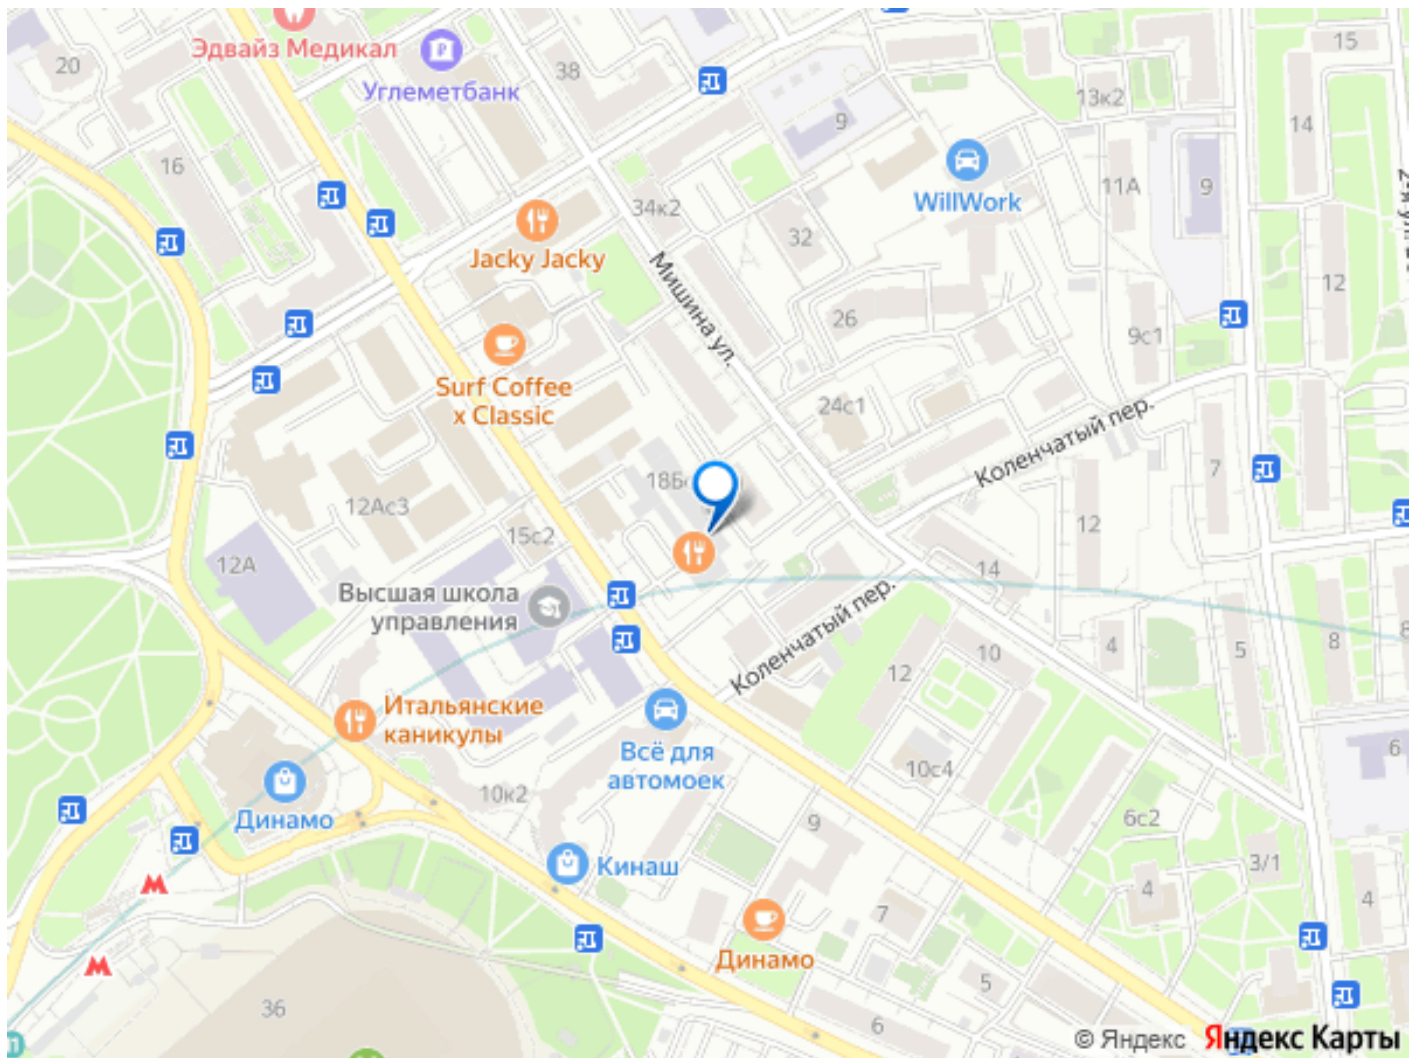 Эдвайз Медикал
15
20
38
Углеметбанк
13к2
9
14
16
11А
9
WillWork
34к2
32
Jacky Jacky
Мишина ул.
12
26
9с1
Surf Coffee
x Classic
24с1
Коленчатый пер.
7
18Бс
12Ас3
12
15с2
12А
14
Высшая школа
управления
Коленчатый пер.
4
5
8
10
12
Итальянские
каникулы
Всё для
автомоек
6
10с4
10к2
Динамо
9
6с2
3/1
Кинаш
4
4
7
Динамо
5
36
6
© Яндекс Яндекс Карты